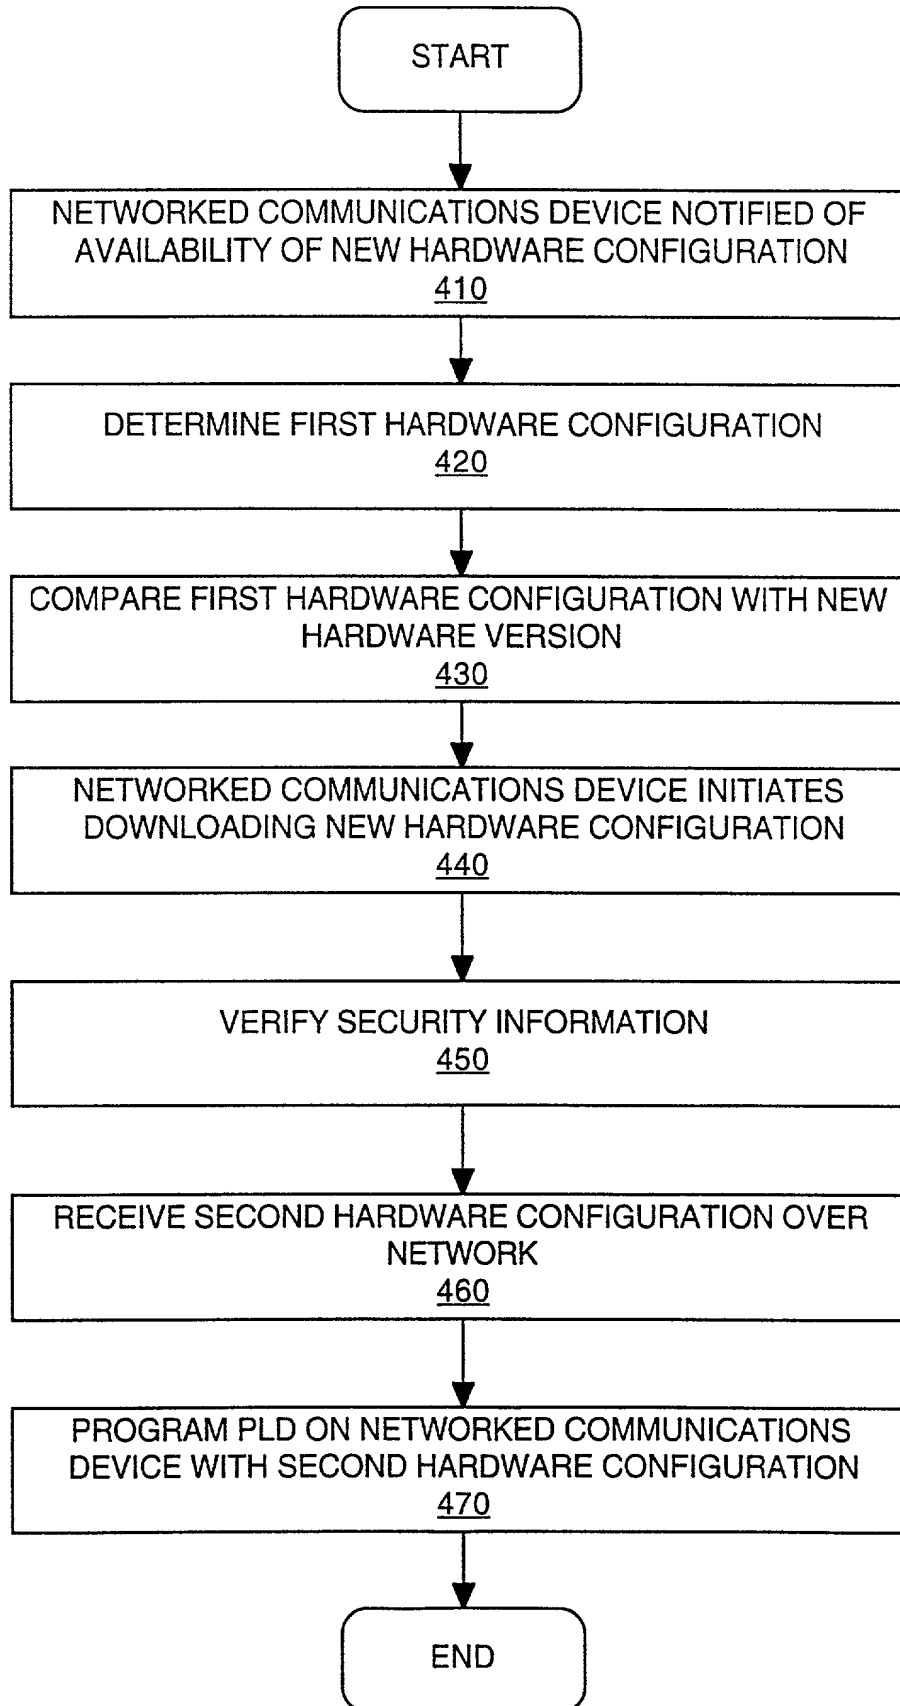 START
NETWORKED COMMUNICATIONS DEVICE NOTIFIED OF
AVAILABILITY OF NEW HARDWARE CONFIGURATION
410
DETERMINE FIRST HARDWARE CONFIGURATION
420
COMPARE FIRST HARDWARE CONFIGURATION WITH NEW
HARDWARE VERSION
430
NETWORKED COMMUNICATIONS DEVICE INITIATES
DOWNLOADING NEW HARDWARE CONFIGURATION
440
VERIFY SECURITY INFORMATION
450
RECEIVE SECOND HARDWARE CONFIGURATION OVER
NETWORK
460
PROGRAM PLD ON NETWORKED COMMUNICATIONS
DEVICE WITH SECOND HARDWARE CONFIGURATION
470
END